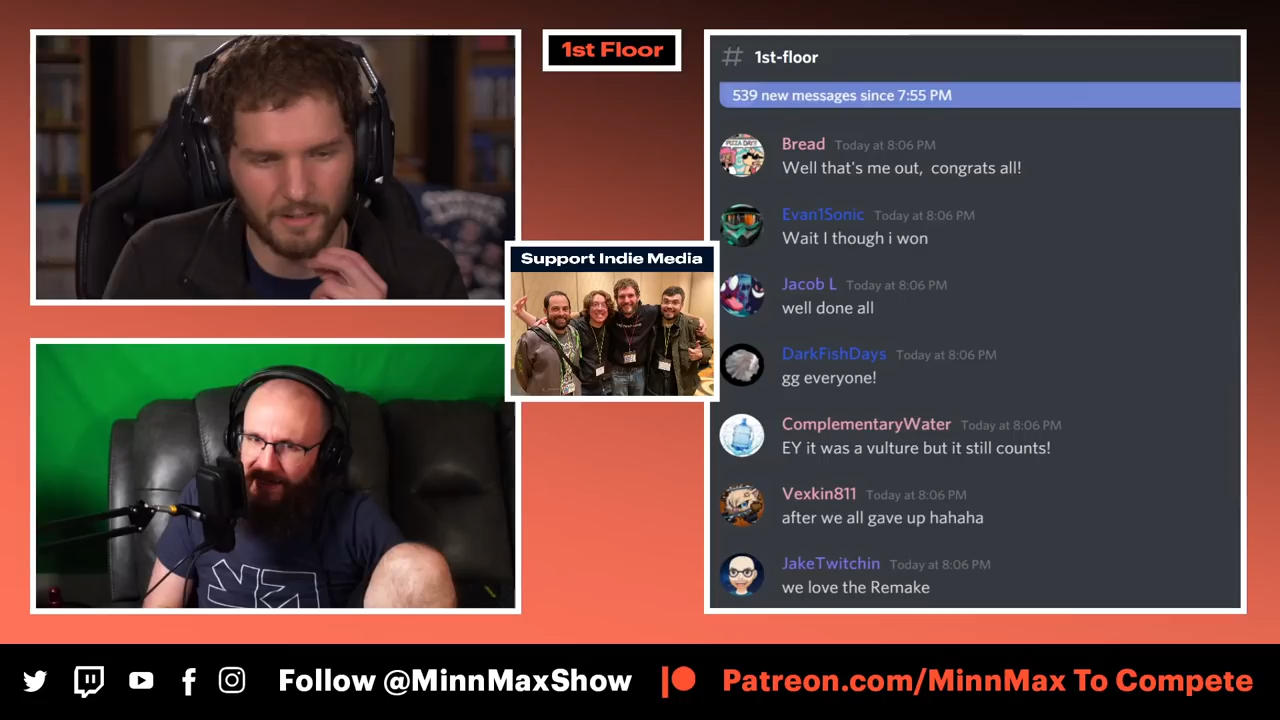 1st Floor
# 1st-floor
539 new messages since 7:55 PM
Bread Today at 8:06 PM
Well that's me out, congrats all!
Evan1Sonic Today at 8:06 PM
Wait I though i won
Jacob L Today at 8:06 PM
well done all
DarkFishDays Today at 8:06 PM
gg everyone!
ComplementaryWater Today at 8:06 PM
EY it was a vulture but it still counts!
Vexkin811 Today at 8:06 PM
after we all gave up hahaha
JakeTwitchin Today at 8:06 PM
we love the Remake
Support Indie Media
Follow @MinnMaxShow
Patreon.com/MinnMax To Compete